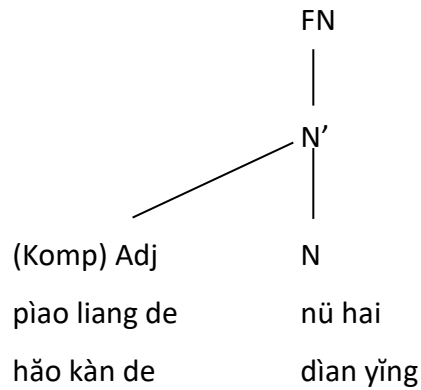 FN
N’
(Komp) Adj N
pìao liang de nü hai
hăo kàn de dìan yĭng